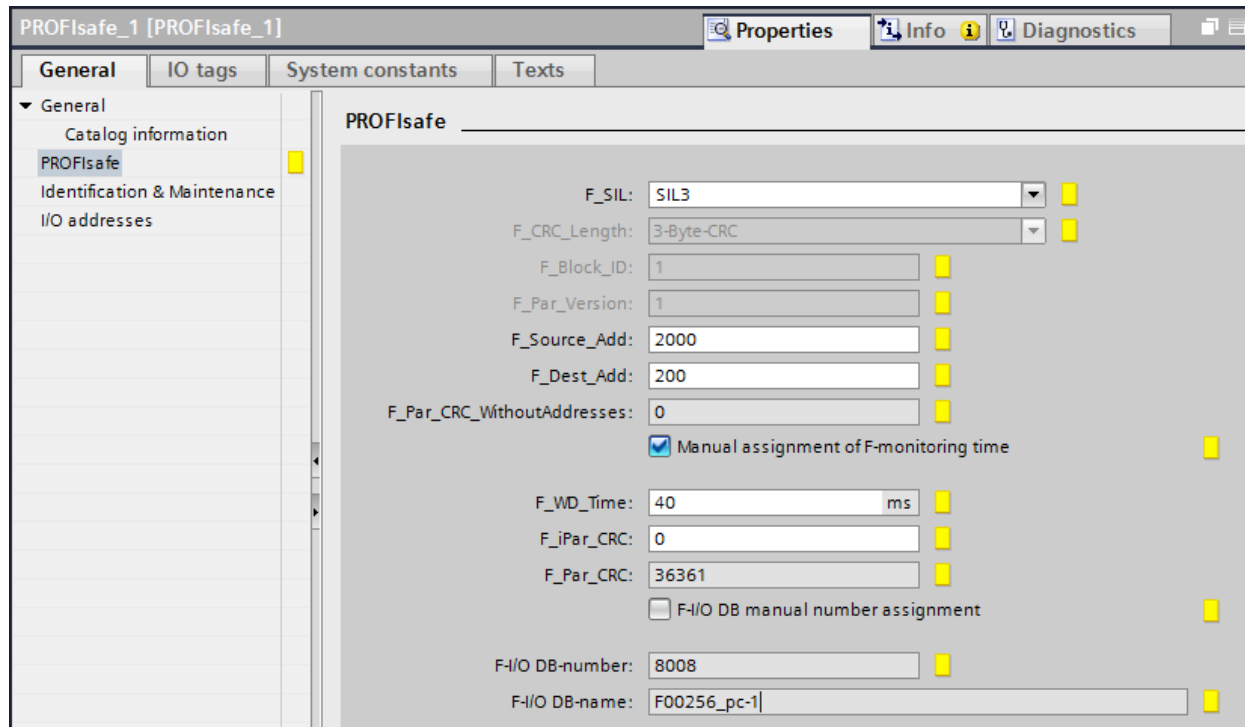 PROFIsafe_1 [PROFIsafe_1]
Properties
Info
Diagnostics
General
IO tags
System constants
Texts
General
Catalog information
PROFIsafe
Identification & Maintenance
I/O addresses
PROFIsafe
F_SIL: SIL3
F_CRC_Length: 3-Byte-CRC
F_Block_ID: 1
F_Par_Version: 1
F_Source_Add: 2000
F_Dest_Add: 200
F_Par_CRC_WithoutAddresses: 0
Manual assignment of F-monitoring time
F_WD_Time: 40 ms
F_iPar_CRC: 0
F_Par_CRC: 36361
F-I/O DB manual number assignment
F-I/O DB-number: 8008
F-I/O DB-name: F00256_pc-1